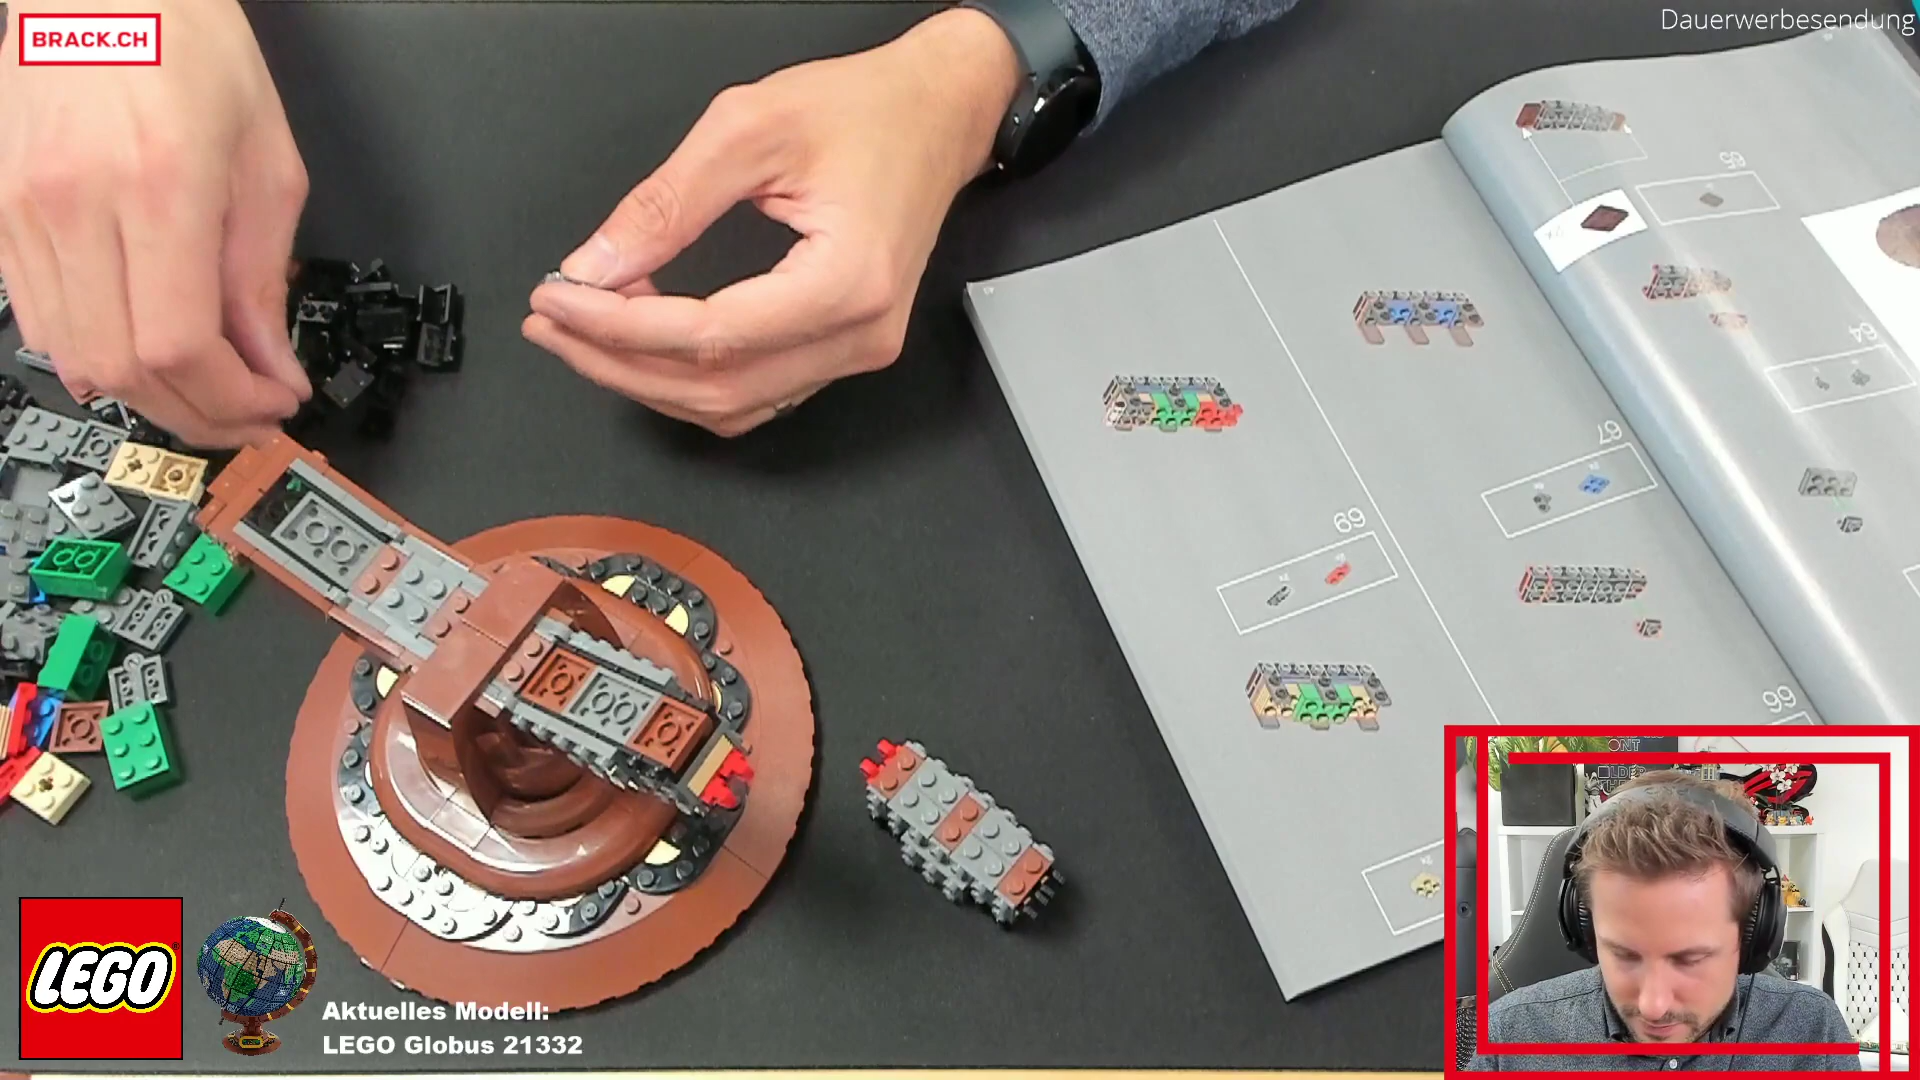 BRACK.CH
Dauerwerbesendung
65
64
67
69
66
LEGO
Aktuelles Modell:
LEGO Globus 21332